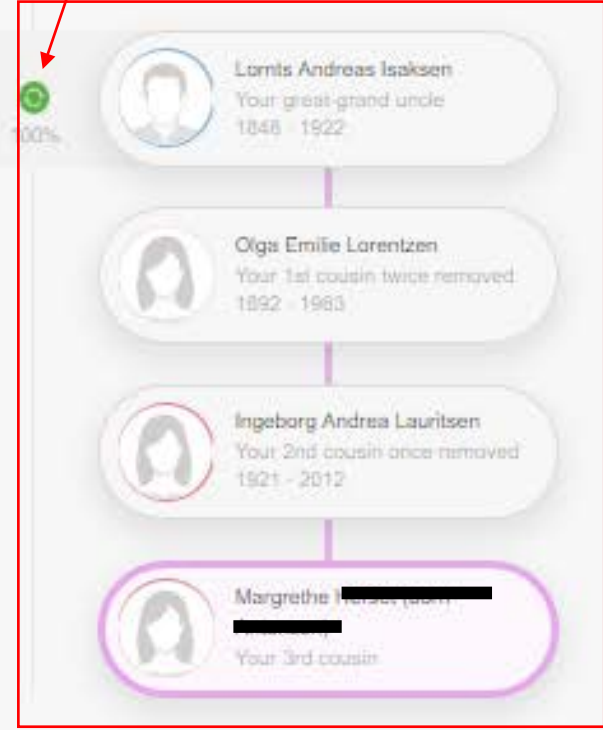 Lornts Andreas Isaksen
Your great-grand uncle
1848 - 1922
100%
Olga Emilie Lorentzen
Your 1st cousin twice removed
1892 - 1983
Ingeborg Andrea Lauritsen
Your 2nd cousin once removed
1921 - 2012
Margrethe
Your 3rd cousin